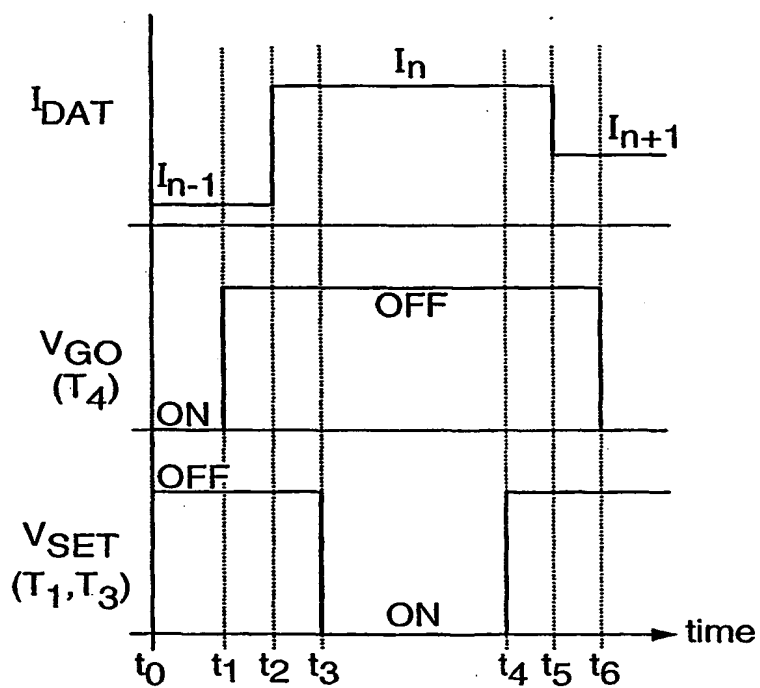 I_DAT
I_n
I_n-1
I_n+1
V_GO
(T_4)
OFF
ON
V_SET
(T_1,T_3)
OFF
ON
time
t_0 t_1 t_2 t_3 t_4 t_5 t_6